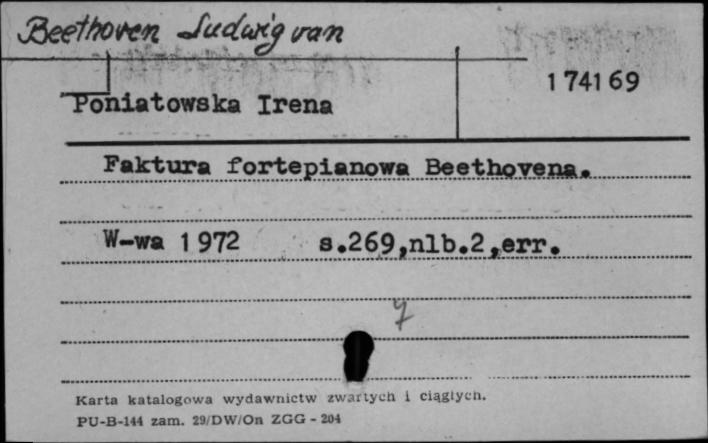 Beethoven Ludwig van
174169
Poniatowska Irena
Faktura fortepianowa Beethovena.
W-wa 1972 s.269,nlb.2,err.
7
Karta katalogowa wydawnictw zwartych i ciągłych.
PU-B-144 zam. 29/DW/On ZGG - 204